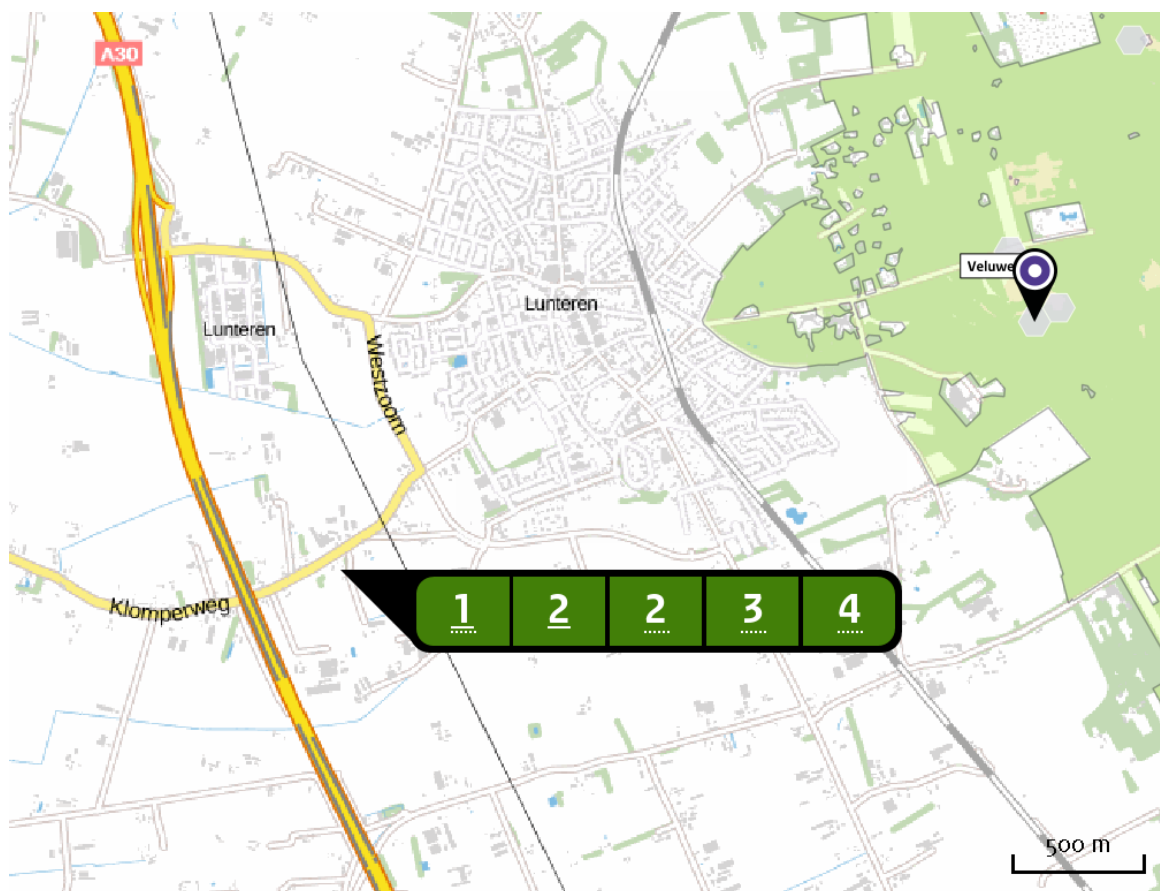 A30
Veluwe
Lunteren
Lunteren
Westzoom
Klomperweg
1 2 2 3 4
500 m